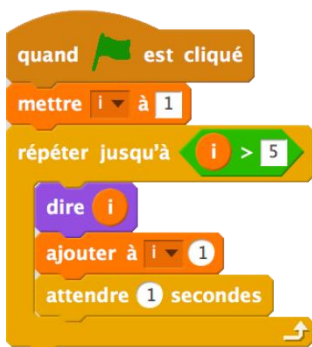 quand est cliqué
mettre i à 1
répéter jusqu'à i > 5
dire i
ajouter à i 1
attendre 1 secondes